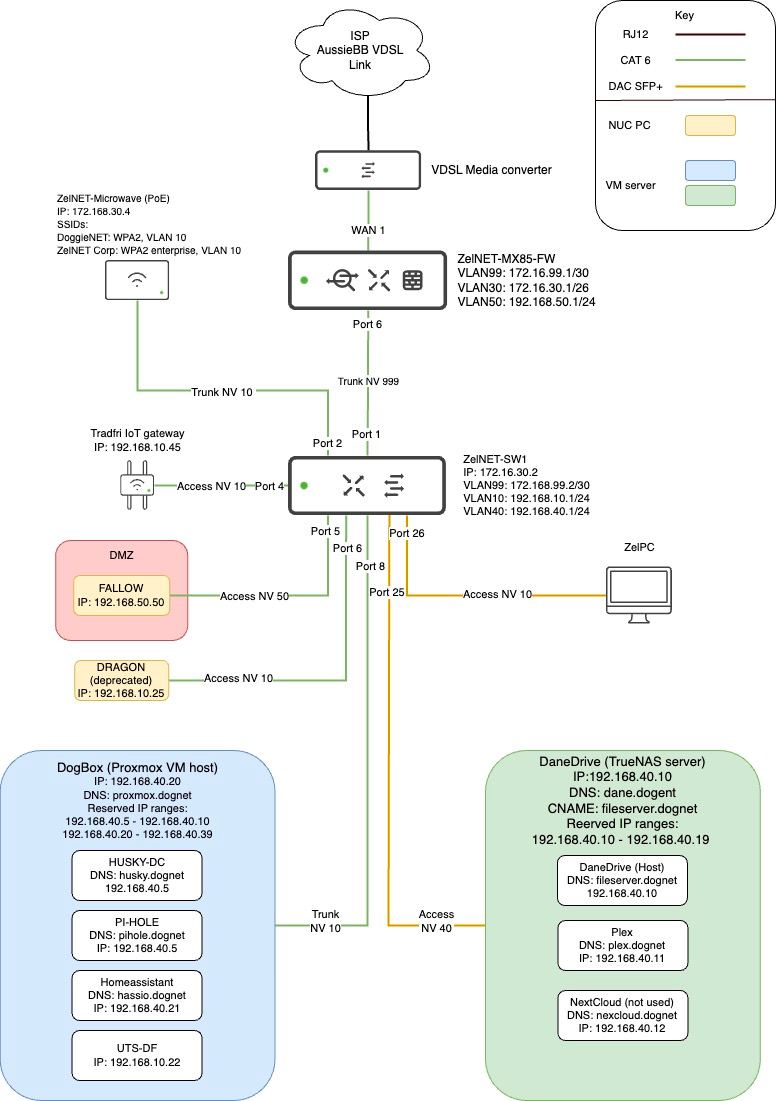 ISP
AussieBB VDSL
Link
Key
RJ12
CAT 6
DAC SFP+
NUC PC
VM server
VDSL Media converter
WAN 1
ZelNET-Microwave (PoE)
IP: 172.168.30.4
SSIDs:
DoggieNET: WPA2, VLAN 10
ZelNET Corp: WPA2 enterprise, VLAN 10
ZelNET-MX85-FW
VLAN99: 172.16.99.1/30
VLAN30: 172.16.30.1/26
VLAN50: 192.168.50.1/24
Port 6
Trunk NV 999
Trunk NV 10
Port 2
Port 1
Tradfri IoT gateway
IP: 192.168.10.45
Access NV 10
Port 4
ZelNET-SW1
IP: 172.16.30.2
VLAN99: 172.168.99.2/30
VLAN10: 192.168.10.1/24
VLAN40: 192.168.40.1/24
Port 5
Port 6
Port 8
Port 25
Port 26
DMZ
FALLOW
IP: 192.168.50.50
Access NV 50
Access NV 10
ZelPC
DRAGON
(deprecated)
IP: 192.168.10.25
Access NV 10
DogBox (Proxmox VM host)
IP: 192.168.40.20
DNS: proxmox.dognet
Reserved IP ranges:
192.168.40.5 - 192.168.40.10
192.168.40.20 - 192.168.40.39
HUSKY-DC
DNS: husky.dognet
192.168.40.5
PI-HOLE
DNS: pihole.dognet
IP: 192.168.40.5
Homeassistant
DNS: hassio.dognet
IP: 192.168.40.21
UTS-DF
IP: 192.168.10.22
Trunk
NV 10
Access
NV 40
DaneDrive (TrueNAS server)
IP:192.168.40.10
DNS: dane.dogent
CNAME: fileserver.dognet
Reerved IP ranges:
192.168.40.10 - 192.168.40.19
DaneDrive (Host)
DNS: fileserver.dognet
192.168.40.10
Plex
DNS: plex.dognet
IP: 192.168.40.11
NextCloud (not used)
DNS: nexcloud.dognet
IP: 192.168.40.12